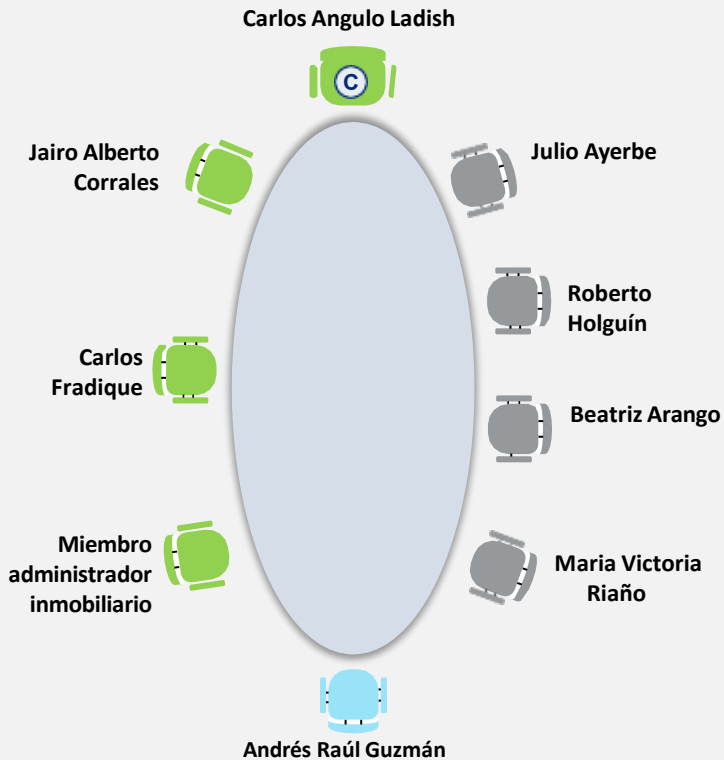 Carlos Angulo Ladish
C
Jairo Alberto
Corrales
Julio Ayerbe
Roberto
Holguín
Carlos
Fradique
Beatriz Arango
Miembro
administrador
inmobiliario
Maria Victoria
Riaño
Andrés Raúl Guzmán